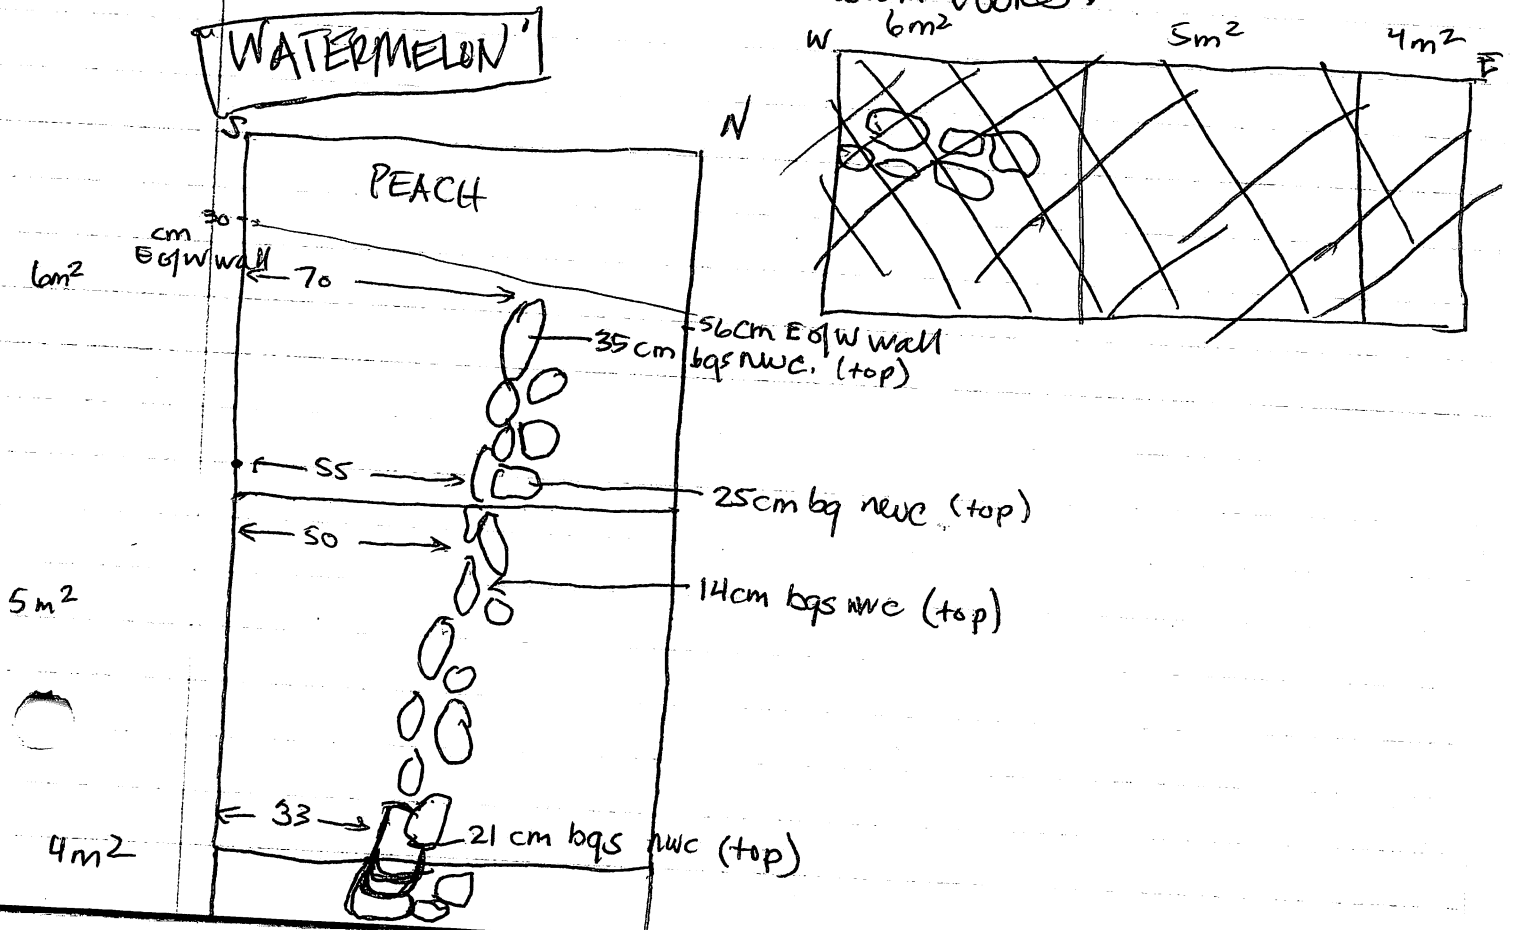 "WATERMELON"
6m²
5m²
4m²
W
E
S
N
PEACH
30
cm
E of W wall
6m²
70
56cm E of W wall
35cm bgs nwc. (top)
55
25cm bg nwc. (top)
50
14cm bgs nwc (top)
5m²
33
21 cm bgs nwc (top)
4m²